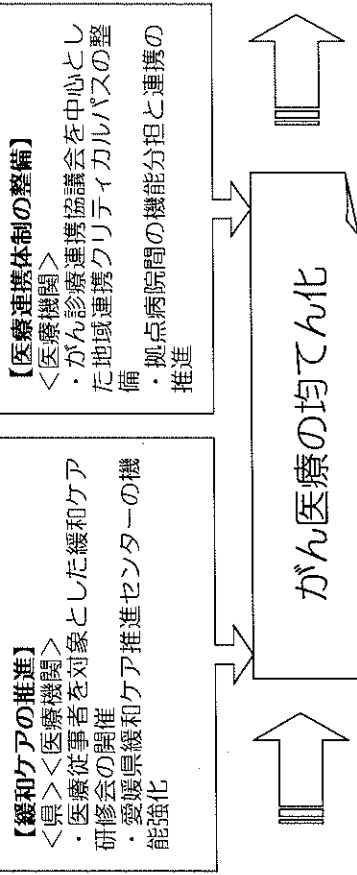 【緩和ケアの推進】
<県><医療機関>
・医療従事者を対象とした緩和ケア
研修会の開催
・愛媛県緩和ケア推進センターの機
能強化
【医療連携体制の整備】
<医療機関>
・がん診療連携協議会を中心とし
た地域連携クリティカルパスの整
備
・拠点病院間の機能分担と連携の
推進
がん医療の均てん化